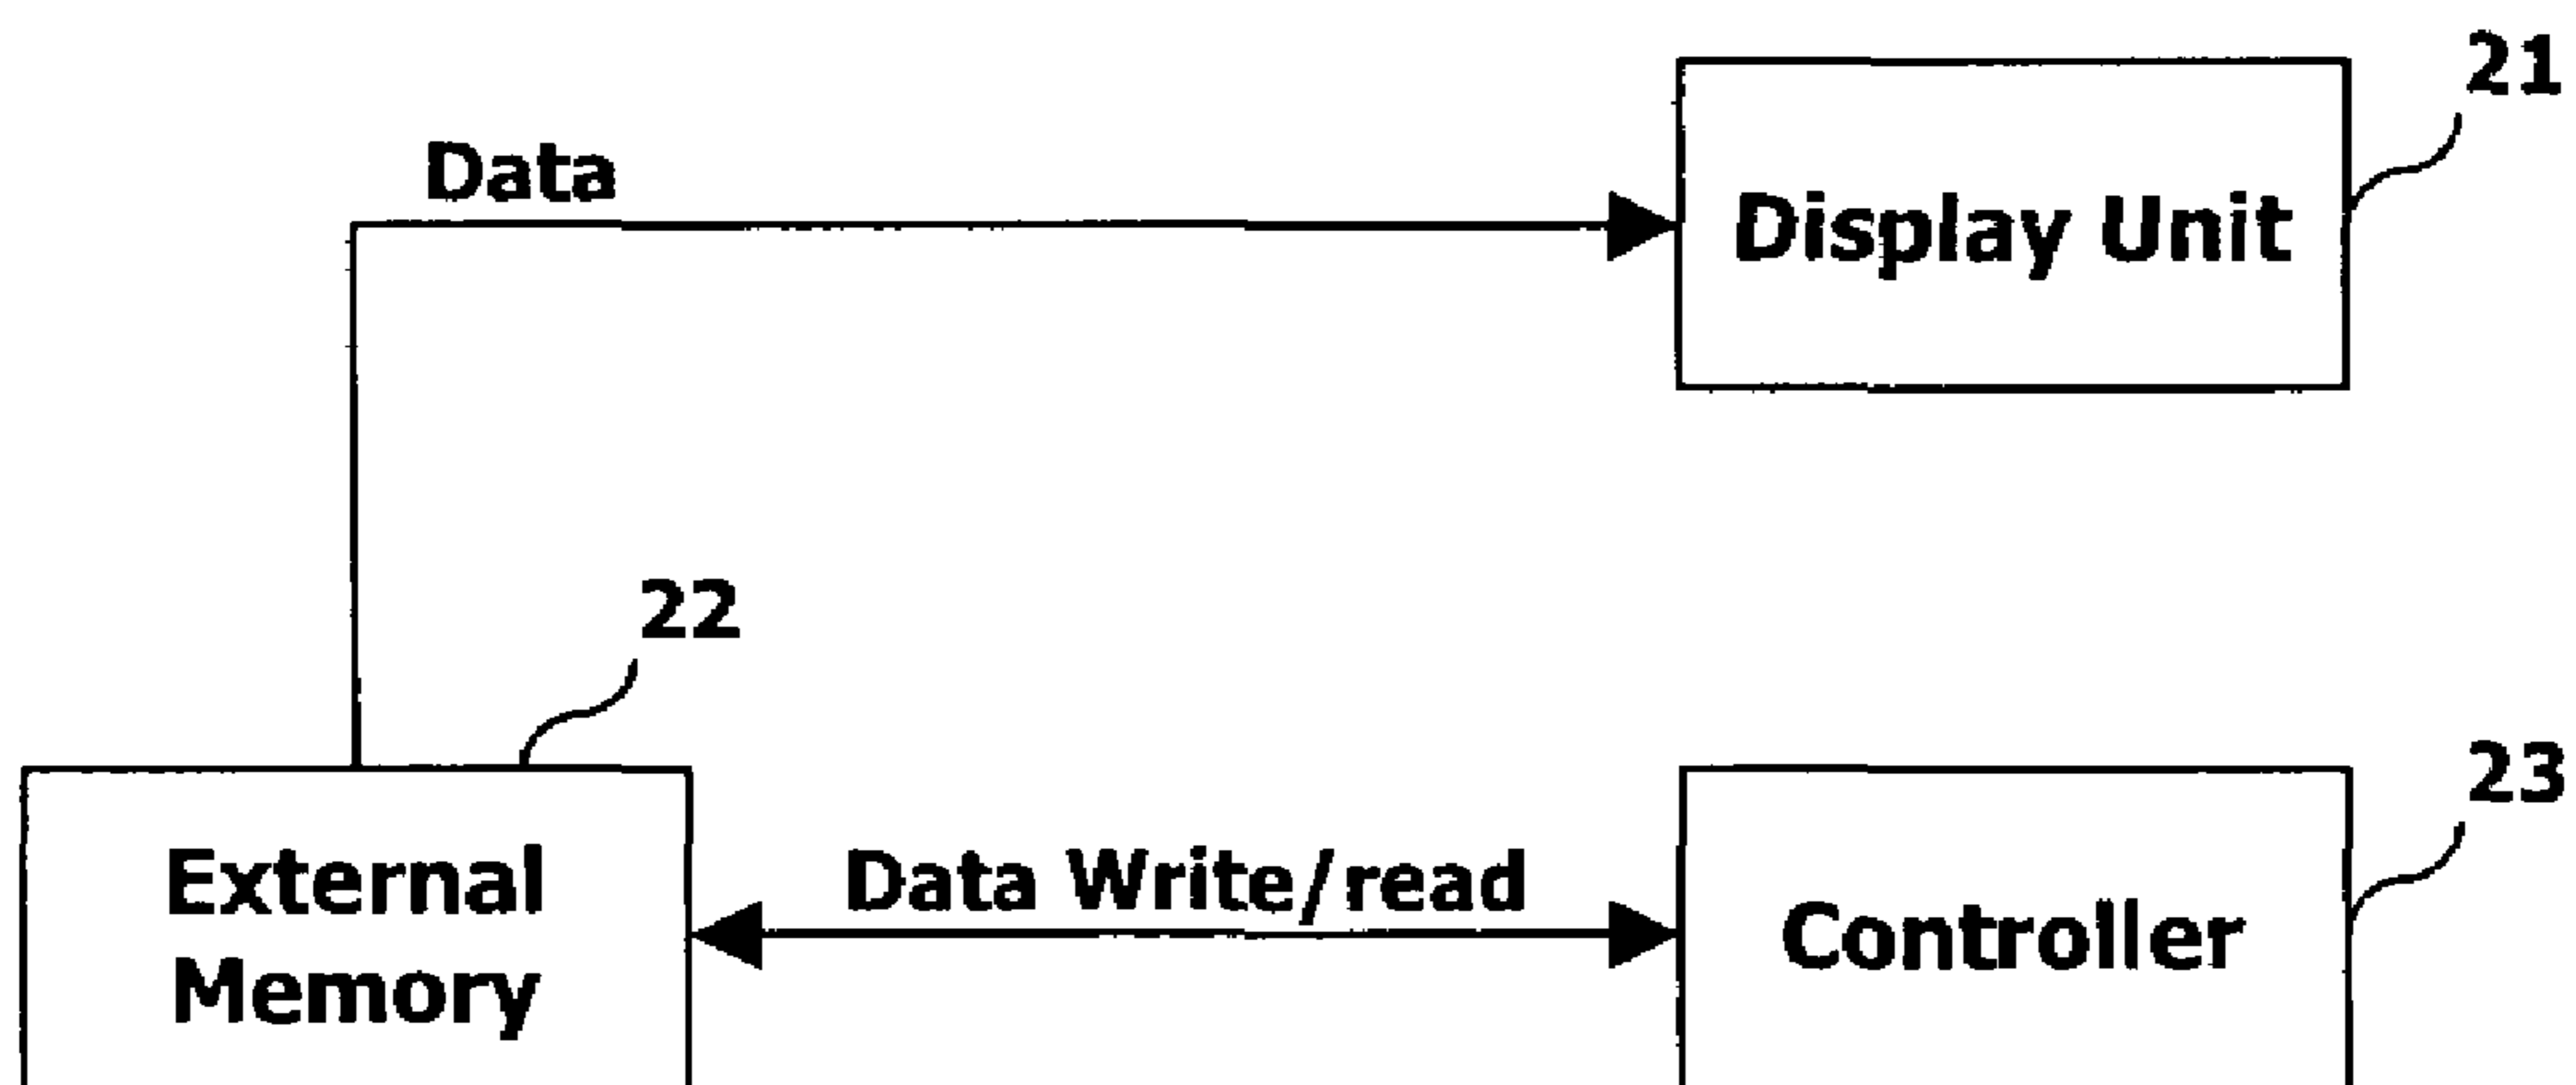 21
Data
Display Unit
22
23
External
Memory
Data Write/read
Controller